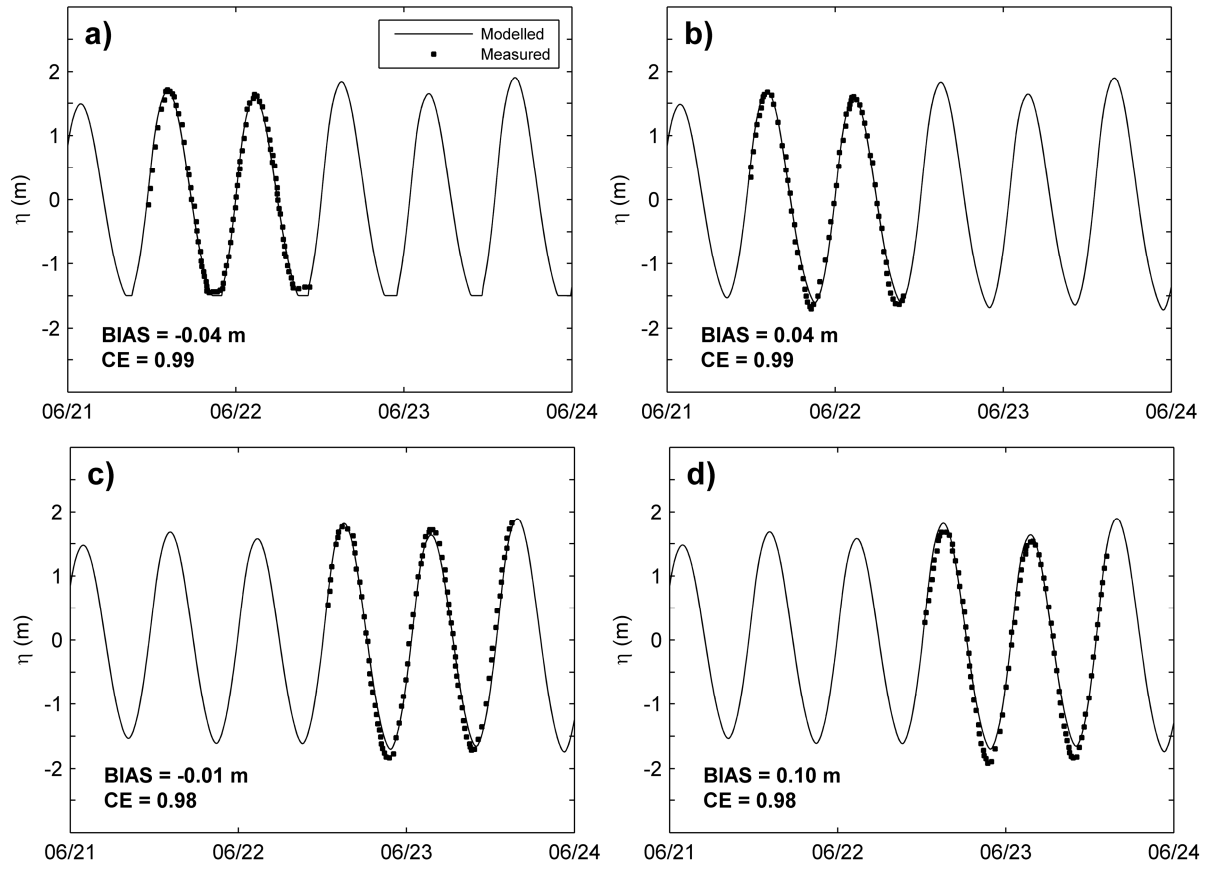 a)
Modelled
Measured
2
1
0
-1
-2
η (m)
BIAS = -0.04 m
CE = 0.99
06/21 06/22 06/23 06/24
b)
2
1
0
-1
-2
η (m)
BIAS = 0.04 m
CE = 0.99
06/21 06/22 06/23 06/24
c)
2
1
0
-1
-2
η (m)
BIAS = -0.01 m
CE = 0.98
06/21 06/22 06/23 06/24
d)
2
1
0
-1
-2
η (m)
BIAS = 0.10 m
CE = 0.98
06/21 06/22 06/23 06/24